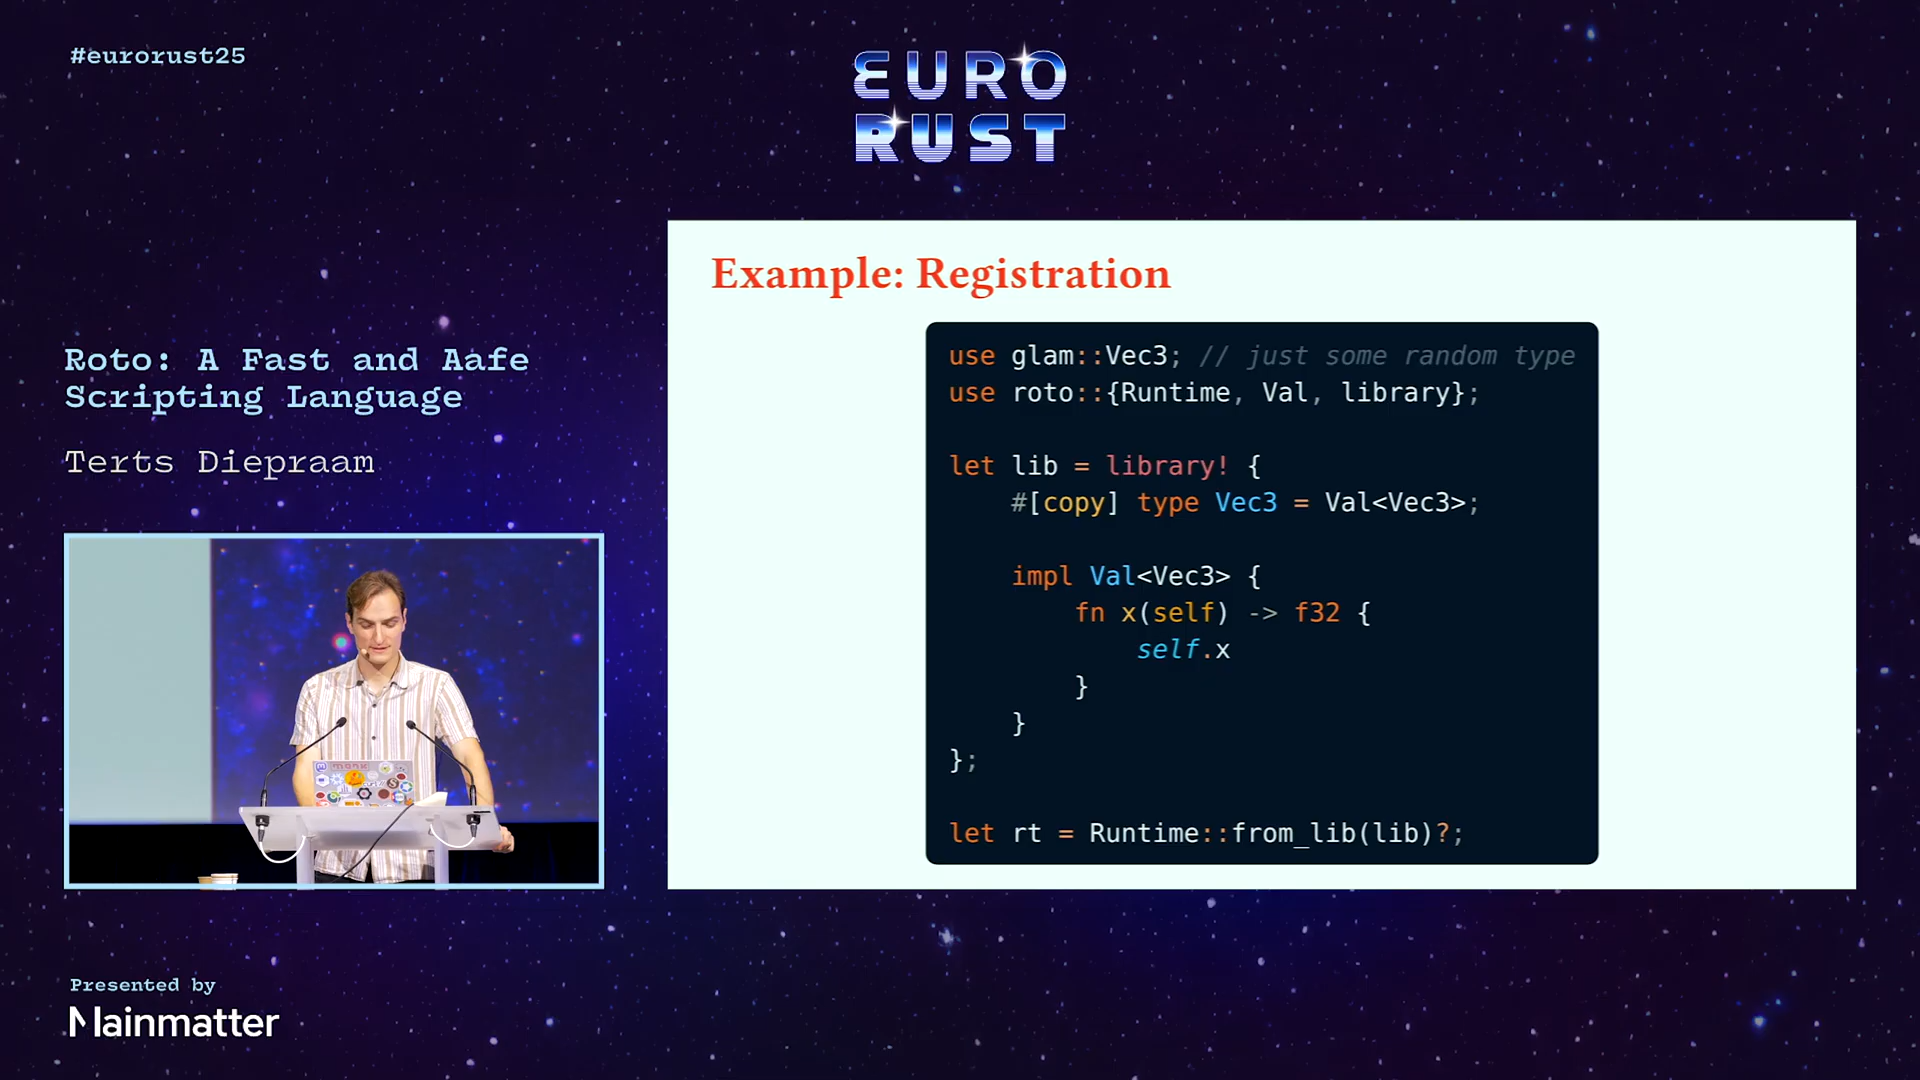 #eurorust25
EURO
RUST
Roto: A Fast and Aafe
Scripting Language
Terts Diepraam
Presented by
Mainmatter
Example: Registration
use glam::Vec3; // just some random type
use roto::{Runtime, Val, library};
let lib = library! {
    #[copy] type Vec3 = Val<Vec3>;
    impl Val<Vec3> {
        fn x(self) -> f32 {
            self.x
        }
    }
};
let rt = Runtime::from_lib(lib)?;